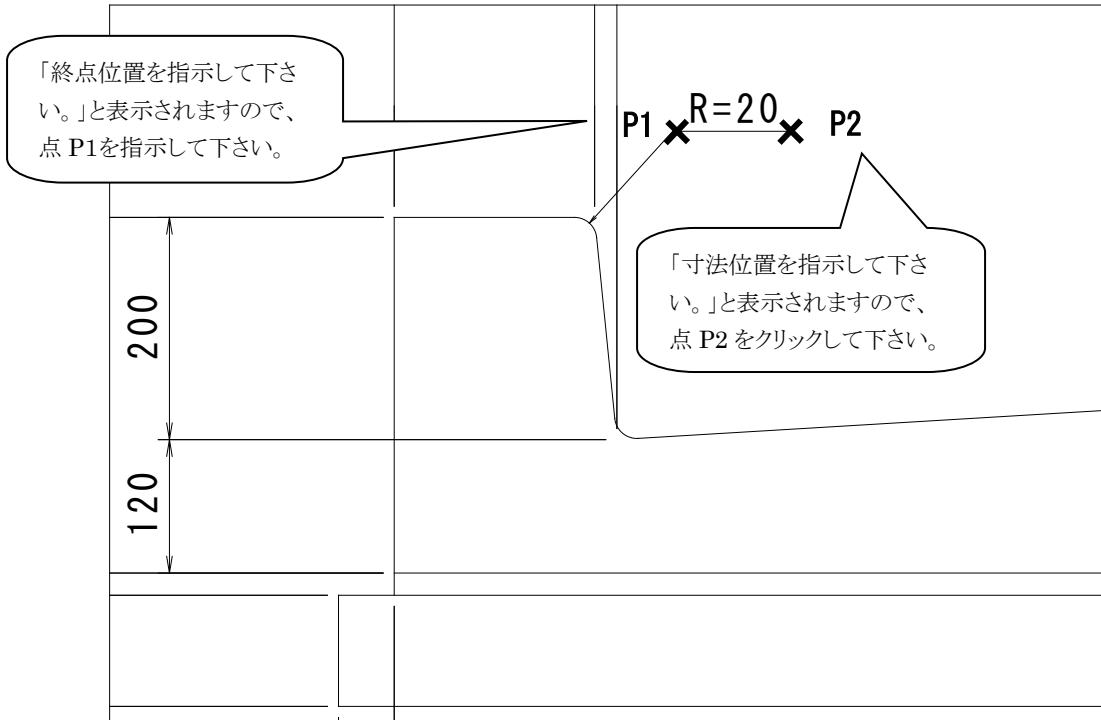 「終点位置を指示して下さ
い。」と表示されますので、
点 P1を指示して下さい。
P1
R=20
P2
「寸法位置を指示して下さ
い。」と表示されますので、
点 P2 をクリックして下さい。
200
120